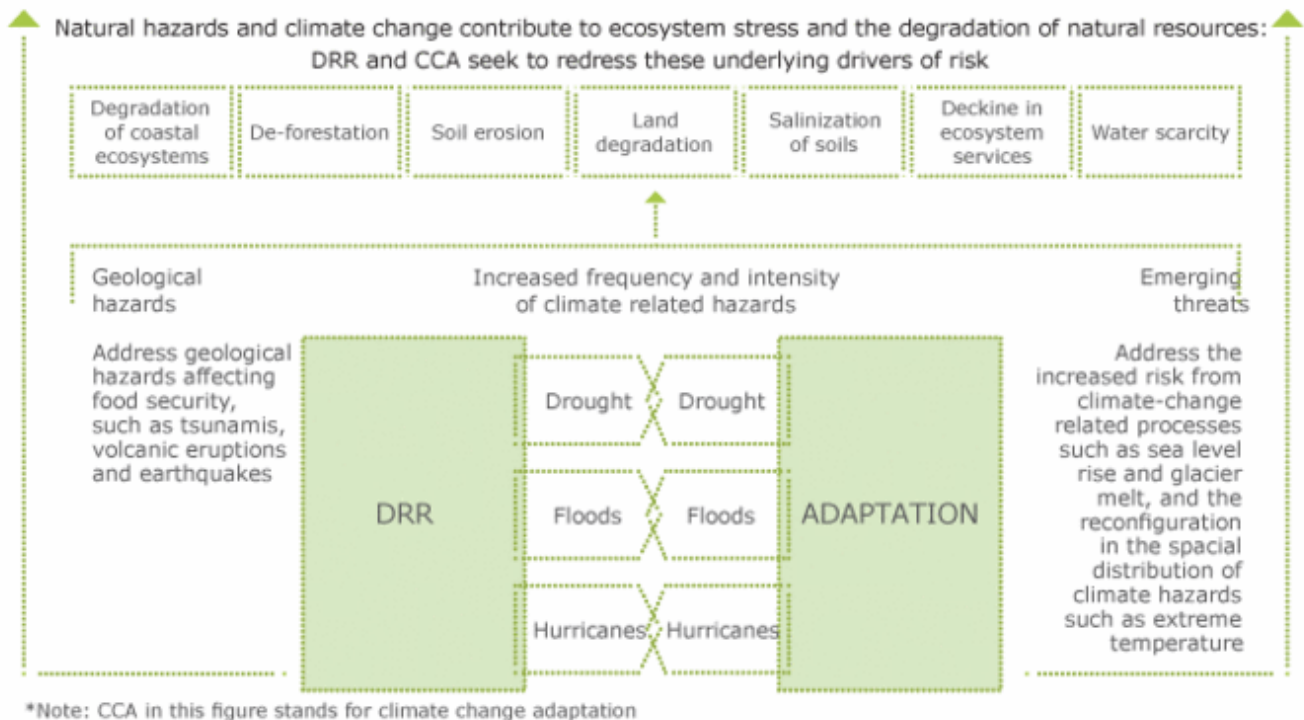 Natural hazards and climate change contribute to ecosystem stress and the degradation of natural resources:
DRR and CCA seek to redress these underlying drivers of risk
Degradation
of coastal
ecosystems
De-forestation
Soil erosion
Land
degradation
Salinization
of soils
Deckine in
ecosystem
services
Water scarcity
Geological
hazards
Increased frequency and intensity
of climate related hazards
Emerging
threats
Address geological
hazards affecting
food security,
such as tsunamis,
volcanic eruptions
and earthquakes
DRR
Drought
Drought
Floods
Floods
Hurricanes
Hurricanes
ADAPTATION
Address the
increased risk from
climate-change
related processes
such as sea level
rise and glacier
melt, and the
reconfiguration
in the spacial
distribution of
climate hazards
such as extreme
temperature
*Note: CCA in this figure stands for climate change adaptation